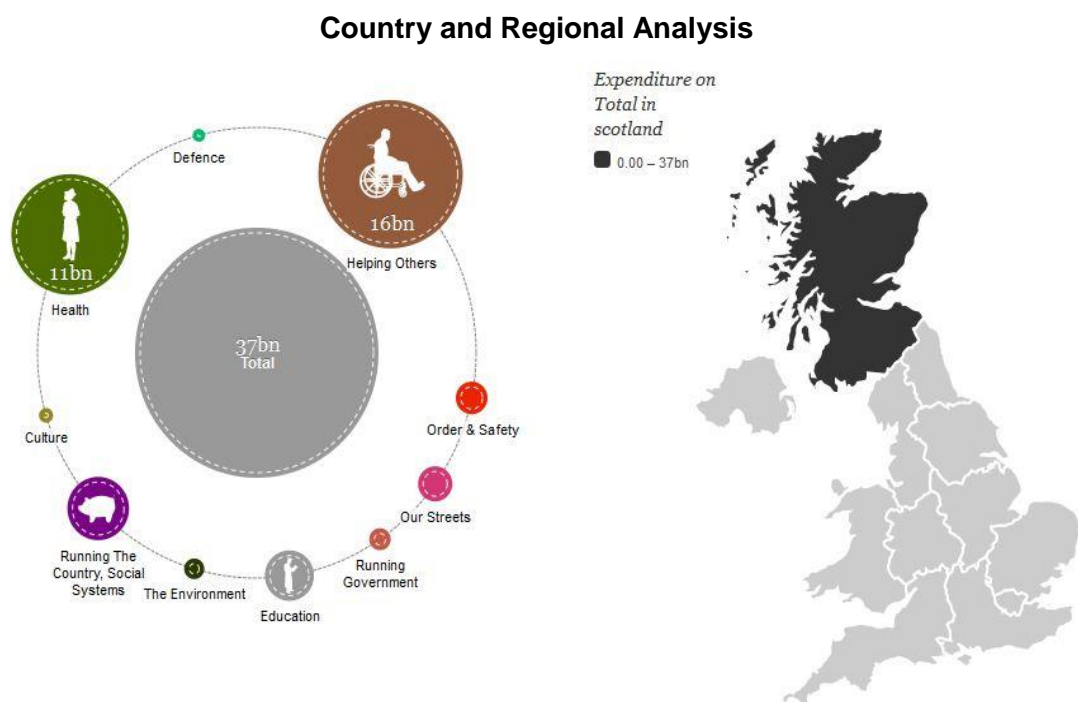 Country and Regional Analysis
Expenditure on
Total in
scotland
0.00 – 37bn
Defence
16bn
Helping Others
11bn
Health
37bn
Total
Order & Safety
Culture
Our Streets
Running The
Country, Social
Systems
The Environment
Education
Running
Government